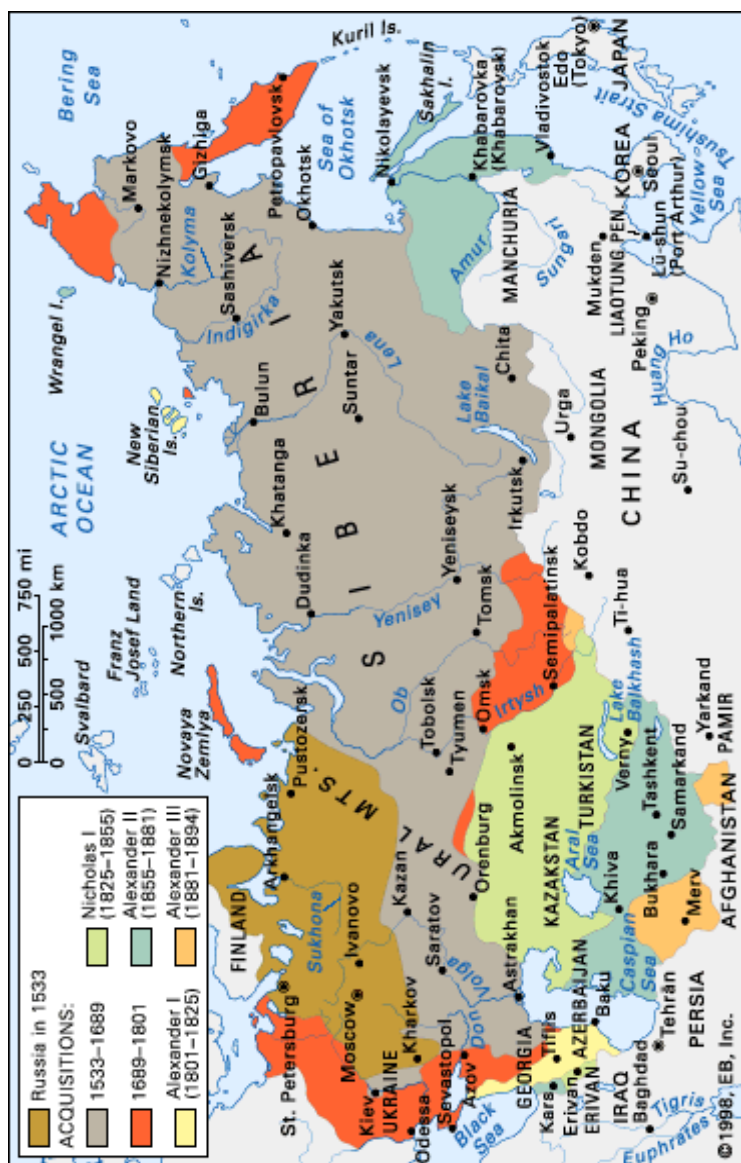 Russia in 1533
ACQUISITIONS:
1533–1689
1689–1801
Alexander I
(1801–1825)
Nicholas I
(1825–1855)
Alexander II
(1855–1881)
Alexander III
(1881–1894)
0 250 500 750 mi
0 500 1000 km
ARCTIC
OCEAN
Svalbard
Franz
Josef Land
Northern
Is.
Novaya
Zemlya
New
Siberian
Is.
Wrangel I.
Bering
Sea
FINLAND
Arkhangelsk
Pustozersk
Dudinka
Khatanga
Bulun
Nizhnekolymsk
Markovo
Gizhiga
Kolyma
Sashiversk
Indigirka
Petropavlovsk
Kuril Is.
St. Petersburg
Sukhona
Ivanovo
Moscow
MTS.
URAL
SIBERIA
Ob
Yenisey
Suntar
Yakutsk
Lena
Okhotsk
Sea of
Okhotsk
Nikolayevsk
Sakhalin
I.
Kiev
UKRAINE
Kharkov
Kazan
Saratov
Volga
Don
Tobolsk
Tyumen
Omsk
Tomsk
Yeniseysk
Lake
Baikal
Irkutsk
Chita
Amur
Khabarovka
(Khabarovsk)
Odessa
Sevastopol
Azov
Black
Sea
Astrakhan
Orenburg
Akmolinsk
Irtysh
Semipalatinsk
Kobdo
Urga
MONGOLIA
MANCHURIA
Sungari
Vladivostok
Edo
(Tokyo)
JAPAN
GEORGIA
Tiflis
Kars
Erivan
ERIVAN
AZERBAIJAN
Baku
Caspian
Sea
KAZAKSTAN
Aral
Sea
TURKISTAN
Lake
Balkhash
Verny
Ti-hua
CHINA
Mukden
LIAOTUNG PEN.
KOREA
Seoul
Tsushima Strait
Khiva
Bukhara
Tashkent
Samarkand
Merv
Yarkand
PAMIR
AFGHANISTAN
Su-chou
Huang Ho
Peking
Lü-shun
(Port Arthur)
Yellow
Sea
IRAQ
Baghdad
Tehrān
PERSIA
Tigris
Euphrates
©1998, EB, Inc.